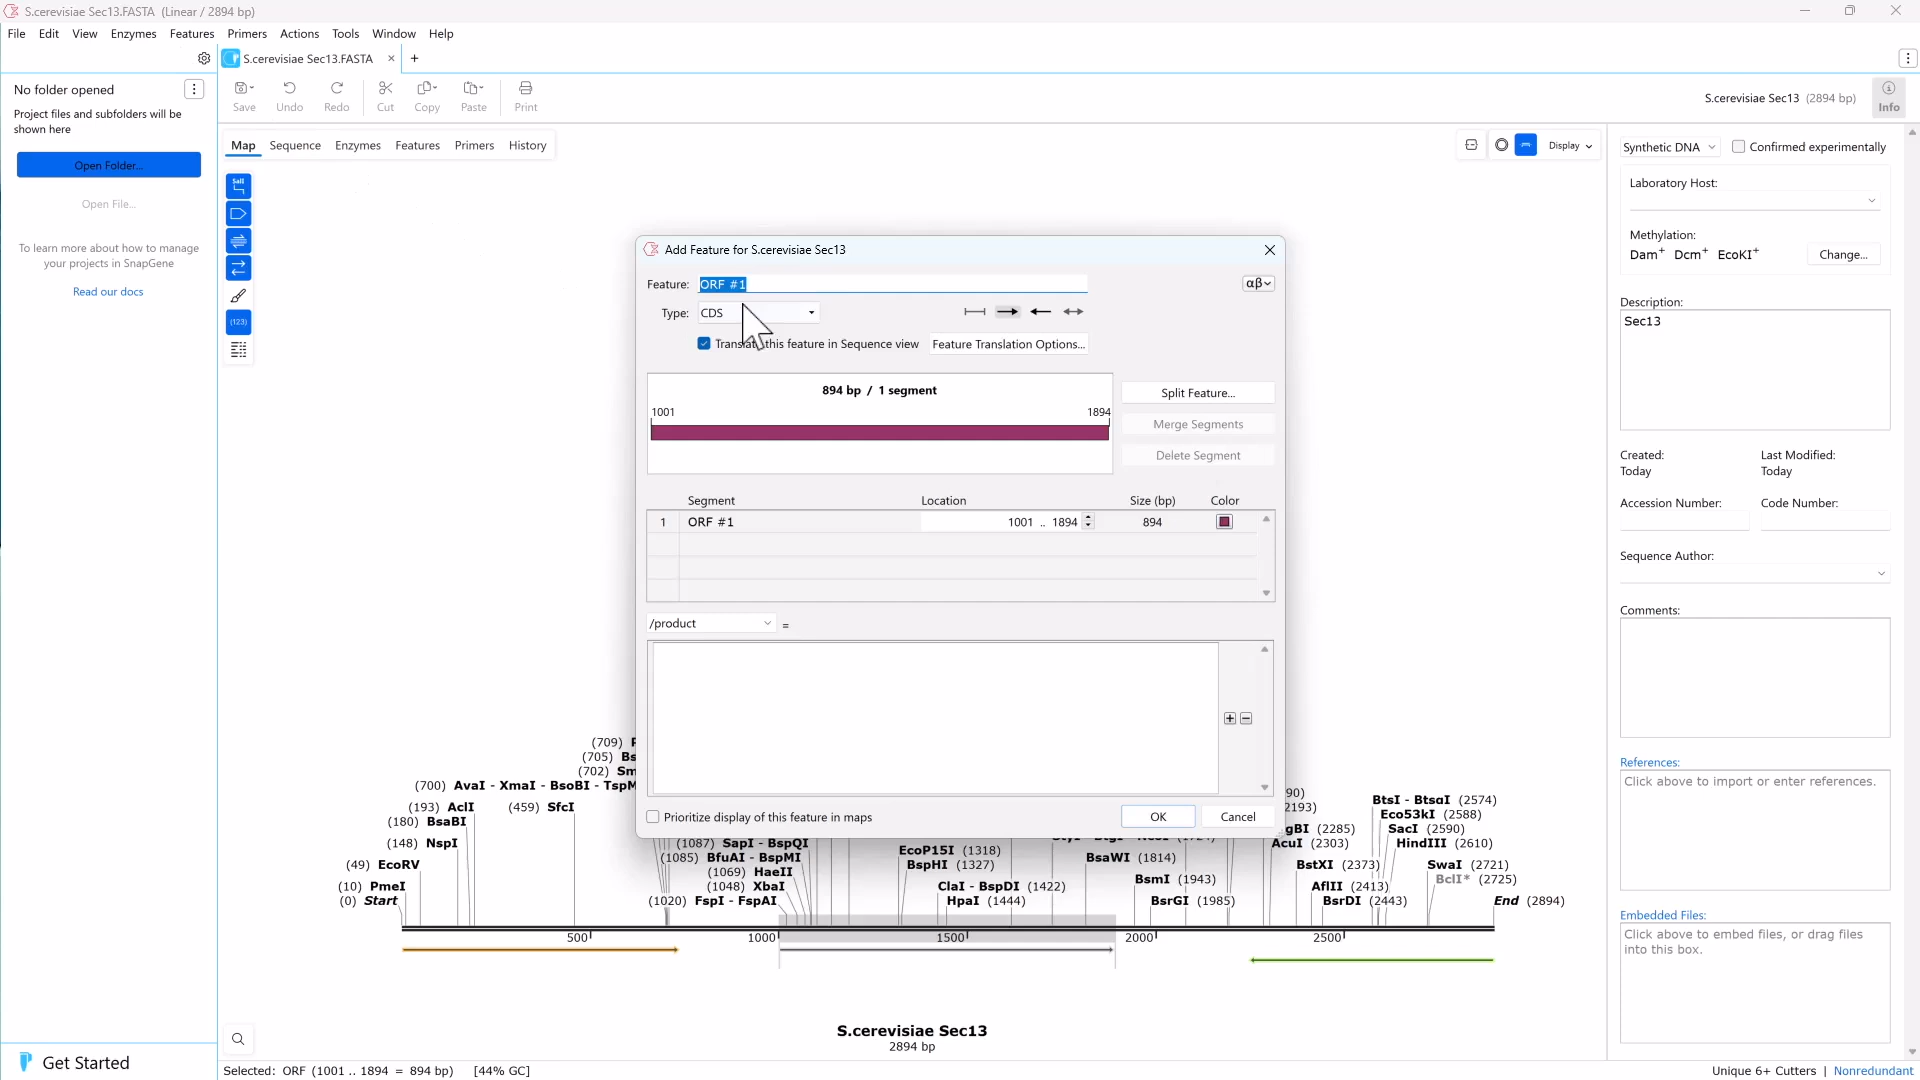 S.cerevisiae Sec13.FASTA (Linear / 2894 bp)
File Edit View Enzymes Features Primers Actions Tools Window Help
S.cerevisiae Sec13.FASTA × +
No folder opened
Project files and subfolders will be
shown here
Open Folder...
Open File...
To learn more about how to manage
your projects in SnapGene
Read our docs
Get Started
Save Undo Redo Cut Copy Paste Print
S.cerevisiae Sec13 (2894 bp)
Info
Map Sequence Enzymes Features Primers History
Display
SalI
(123)
Add Feature for S.cerevisiae Sec13
Feature: ORF #1
αβ
Type: CDS
this feature in Sequence view
Feature Translation Options...
894 bp / 1 segment
1001 1894
Split Feature...
Merge Segments
Delete Segment
Segment Location Size (bp) Color
1 ORF #1 1001 .. 1894 894
/product =
Prioritize display of this feature in maps
OK Cancel
(709)
(705)
(702)
(700) AvaI - XmaI - BsoBI -
(193) AclI (459) SfcI
(180) BsaBI
(148) NspI
(49) EcoRV
(10) PmeI
(0) Start
(1087) SapI - BspQI
(1085) BfuAI - BspMI
(1069) HaeII
(1048) XbaI
(1020) FspI - FspAI
EcoP15I (1318)
BspHI (1327)
ClaI - BspDI (1422)
HpaI (1444)
BsaWI (1814)
BsmI (1943)
BsrGI (1985)
(2285)
AcuI (2303)
BstXI (2373)
AflII (2413)
BsrDI (2443)
BtsI - BtsαI (2574)
Eco53kI (2588)
SacI (2590)
HindIII (2610)
SwaI (2721)
BclI* (2725)
End (2894)
500 1000 1500 2000 2500
S.cerevisiae Sec13
2894 bp
Selected: ORF (1001 .. 1894 = 894 bp) [44% GC]
Synthetic DNA Confirmed experimentally
Laboratory Host:
Methylation:
Dam+ Dcm+ EcoKI+ Change...
Description:
Sec13
Created: Last Modified:
Today Today
Accession Number: Code Number:
Sequence Author:
Comments:
References:
Click above to import or enter references.
Embedded Files:
Click above to embed files, or drag files
into this box.
Unique 6+ Cutters | Nonredundant